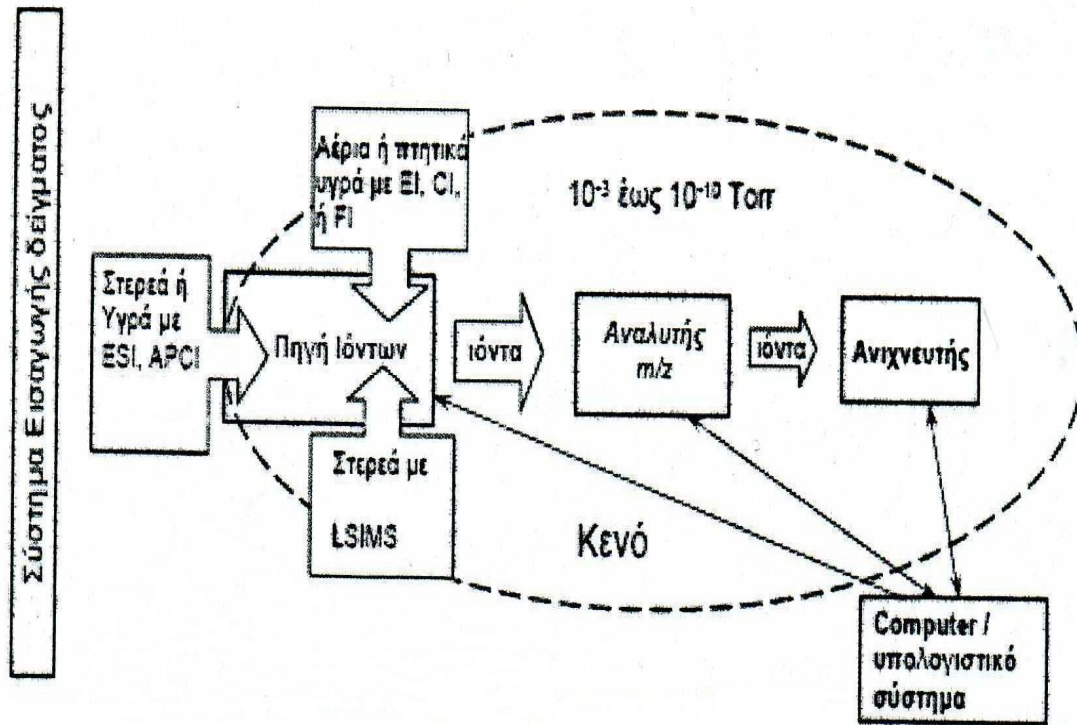 Σύστημα Εισαγωγής δείγματος
Αέρια ή πτητικά
υγρά με EI, CI,
ή FI
10⁻³ έως 10⁻¹⁰ Torr
Στερεά ή
Υγρά με
ESI, APCI
Πηγή Ιόντων
ιόντα
Αναλυτής
m/z
ιόντα
Ανιχνευτής
Στερεά με
LSIMS
Κενό
Computer /
υπολογιστικό
σύστημα